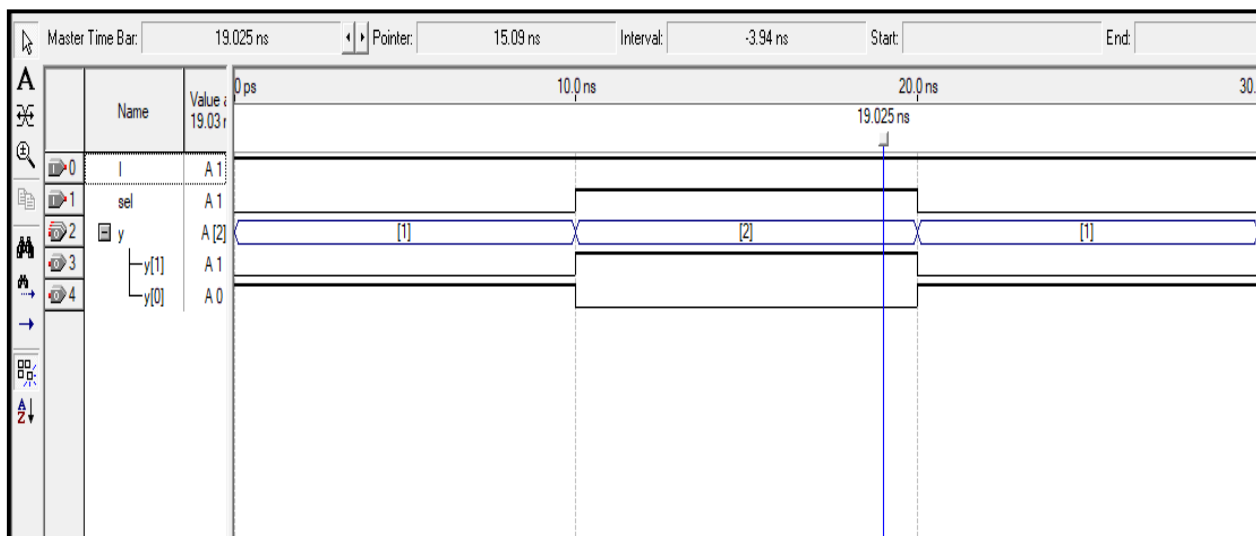 Master Time Bar: 19.025 ns Pointer: 15.09 ns Interval: -3.94 ns Start: End:
A
Name
Value a
19.03 r
0 ps 10.0 ns 20.0 ns 30.
19.025 ns
0 I A 1
1 sel A 1
2 y A [2] [1] [2] [1]
3 y[1] A 1
4 y[0] A 0
A
Z